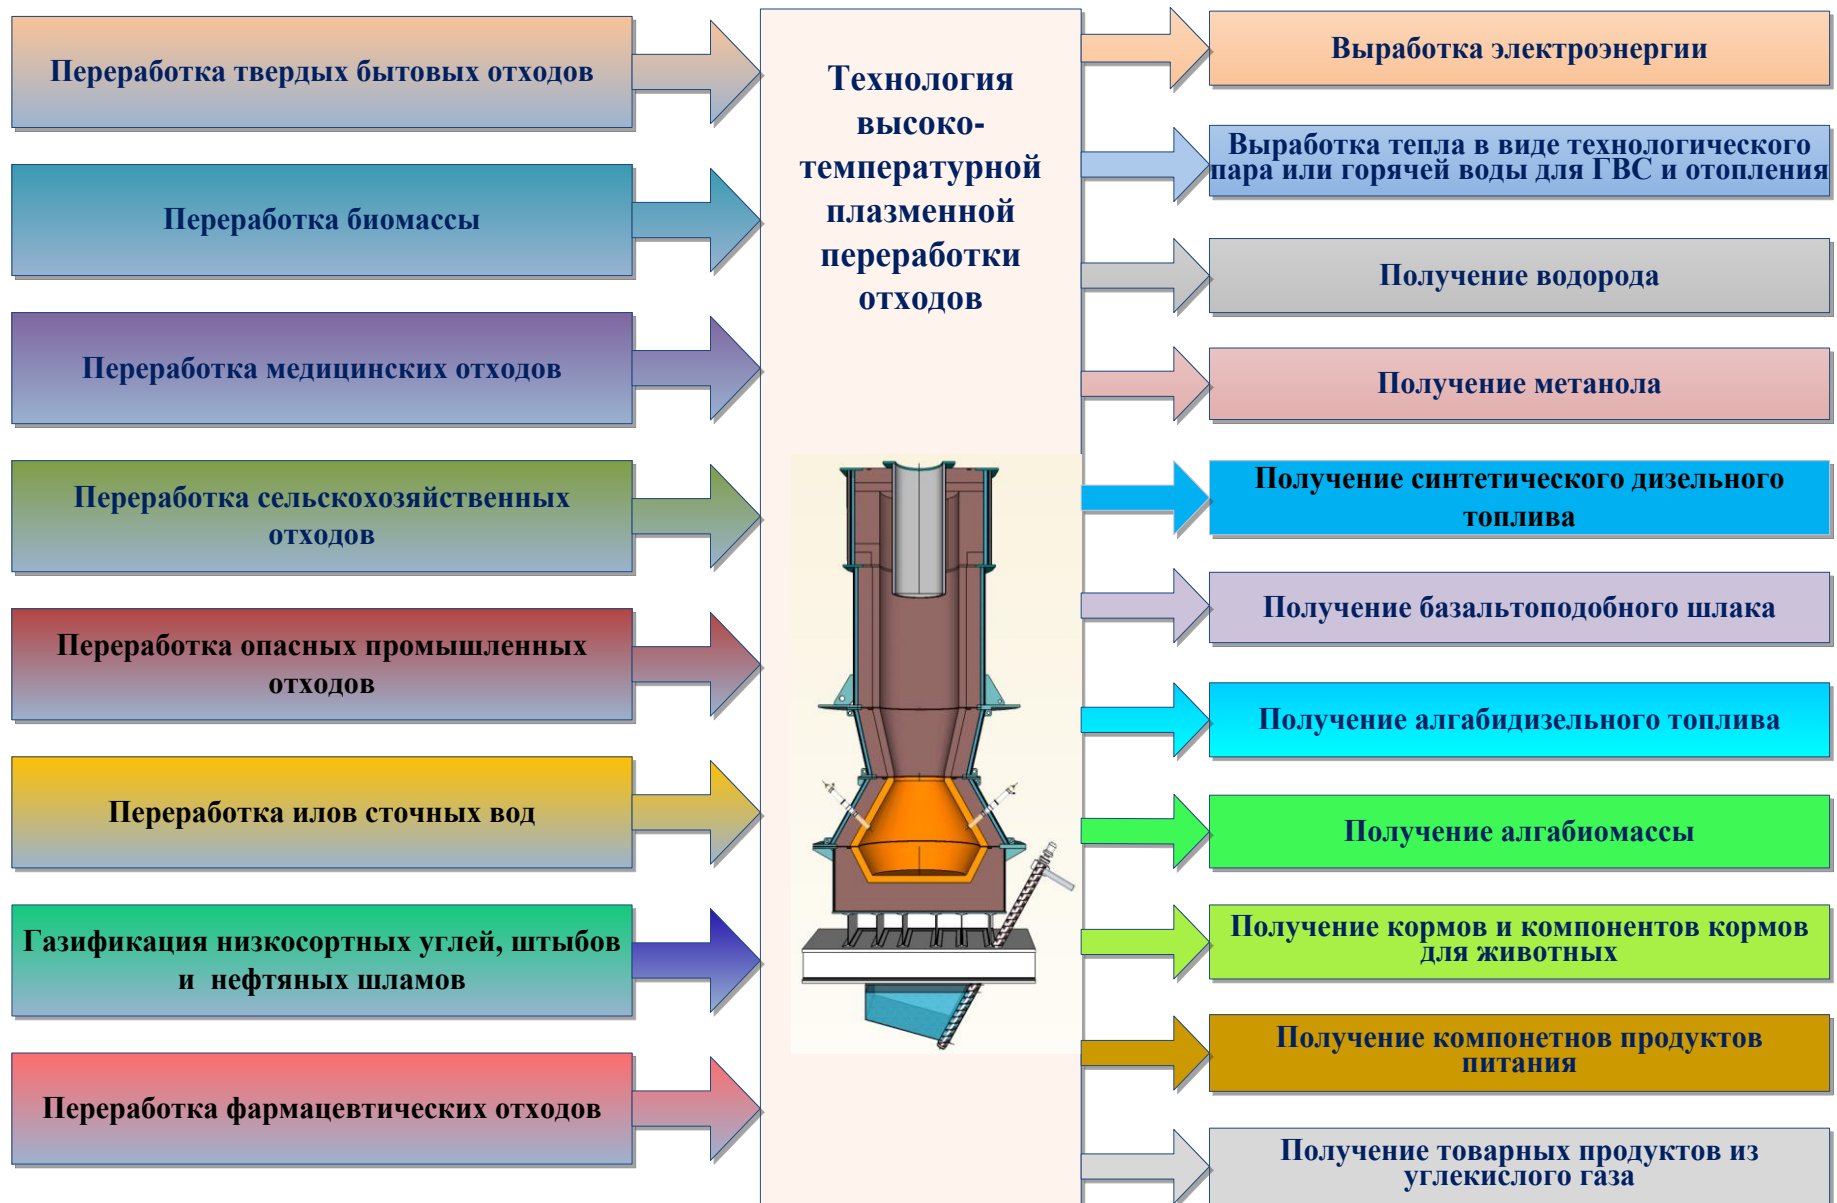 Переработка твердых бытовых отходов
Переработка биомассы
Переработка медицинских отходов
Переработка сельскохозяйственных
отходов
Переработка опасных промышленных
отходов
Переработка илов сточных вод
Газификация низкосортных углей, штыбов
и нефтяных шламов
Переработка фармацевтических отходов
Технология
высоко-
температурной
плазменной
переработки
отходов
Выработка электроэнергии
Выработка тепла в виде технологического
пара или горячей воды для ГВС и отопления
Получение водорода
Получение метанола
Получение синтетического дизельного
топлива
Получение базальтоподобного шлака
Получение алгабидизельного топлива
Получение алгабиомассы
Получение кормов и компонентов кормов
для животных
Получение компонетнов продуктов
питания
Получение товарных продуктов из
углекислого газа